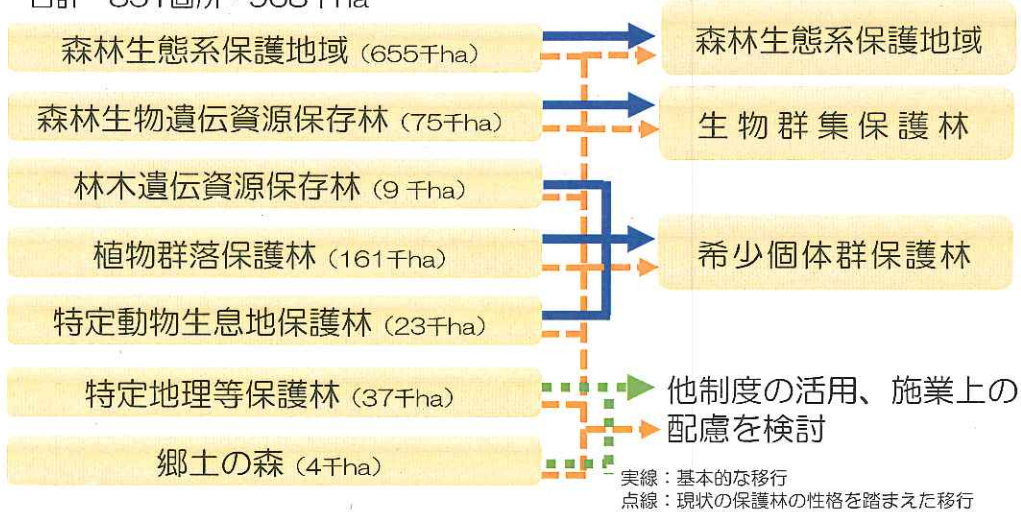 森林生態系保護地域 (655千ha)
森林生物遺伝資源保存林 (75千ha)
林木遺伝資源保存林 (9千ha)
植物群落保護林 (161千ha)
特定動物生息地保護林 (23千ha)
特定地理等保護林 (37千ha)
郷土の森 (4千ha)
森林生態系保護地域
生物群集保護林
希少個体群保護林
他制度の活用、施業上の
配慮を検討
実線：基本的な移行
点線：現状の保護林の性格を踏まえた移行